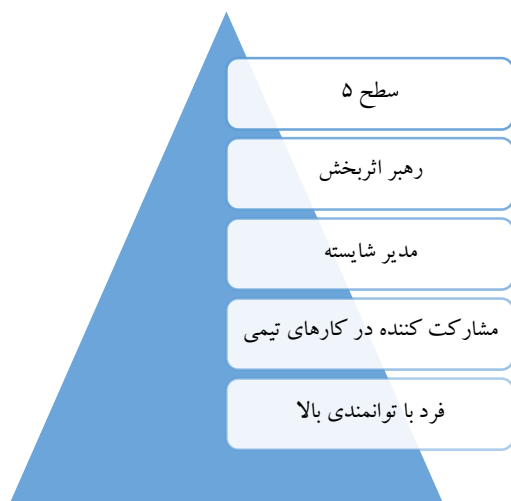 سطح ۵
رهبر اثربخش
مدیر شایسته
مشارکت کننده در کارهای تیمی
فرد با توانمندی بالا